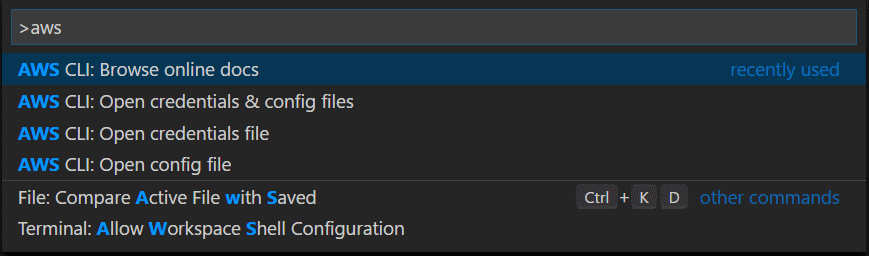 >aws
AWS CLI: Browse online docs recently used
AWS CLI: Open credentials & config files
AWS CLI: Open credentials file
AWS CLI: Open config file
File: Compare Active File with Saved Ctrl + K D other commands
Terminal: Allow Workspace Shell Configuration